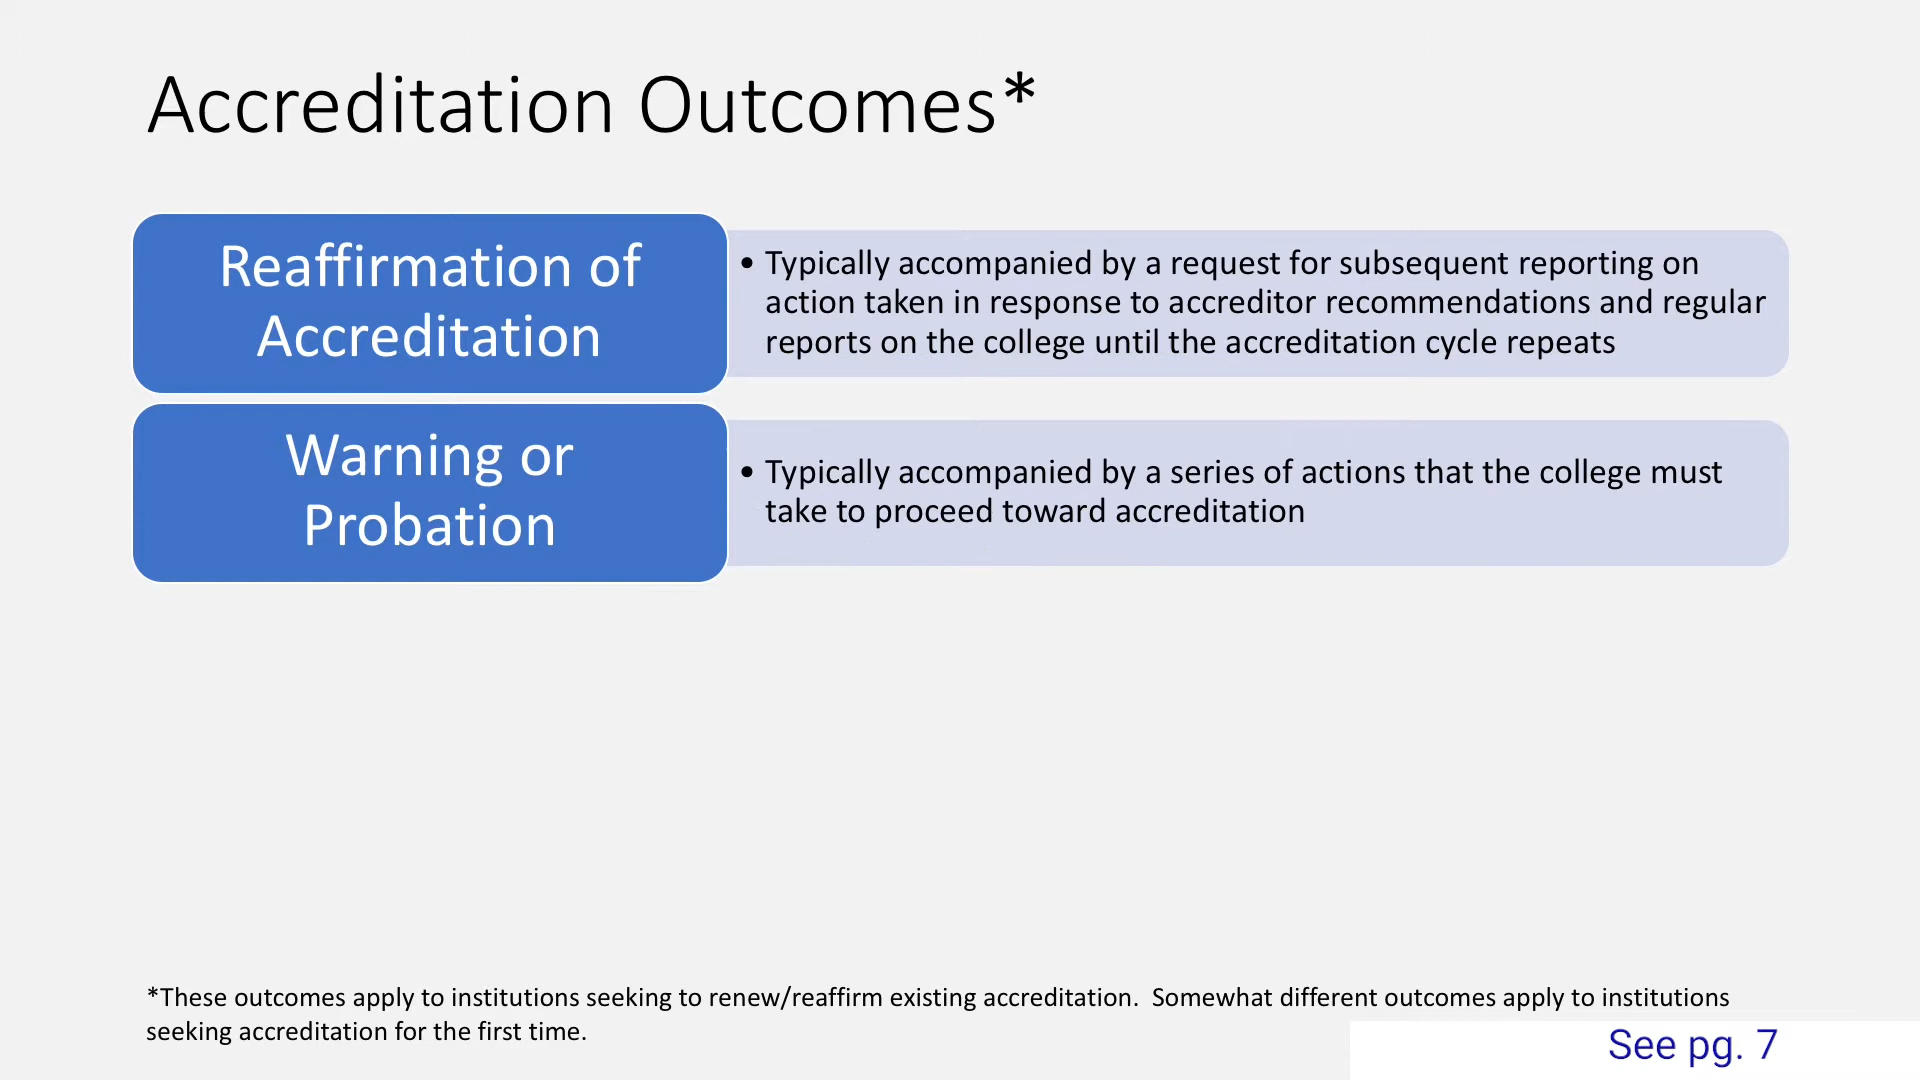 Accreditation Outcomes*
Reaffirmation of
Accreditation
• Typically accompanied by a request for subsequent reporting on
action taken in response to accreditor recommendations and regular
reports on the college until the accreditation cycle repeats
Warning or
Probation
• Typically accompanied by a series of actions that the college must
take to proceed toward accreditation
*These outcomes apply to institutions seeking to renew/reaffirm existing accreditation.  Somewhat different outcomes apply to institutions
seeking accreditation for the first time.
See pg. 7